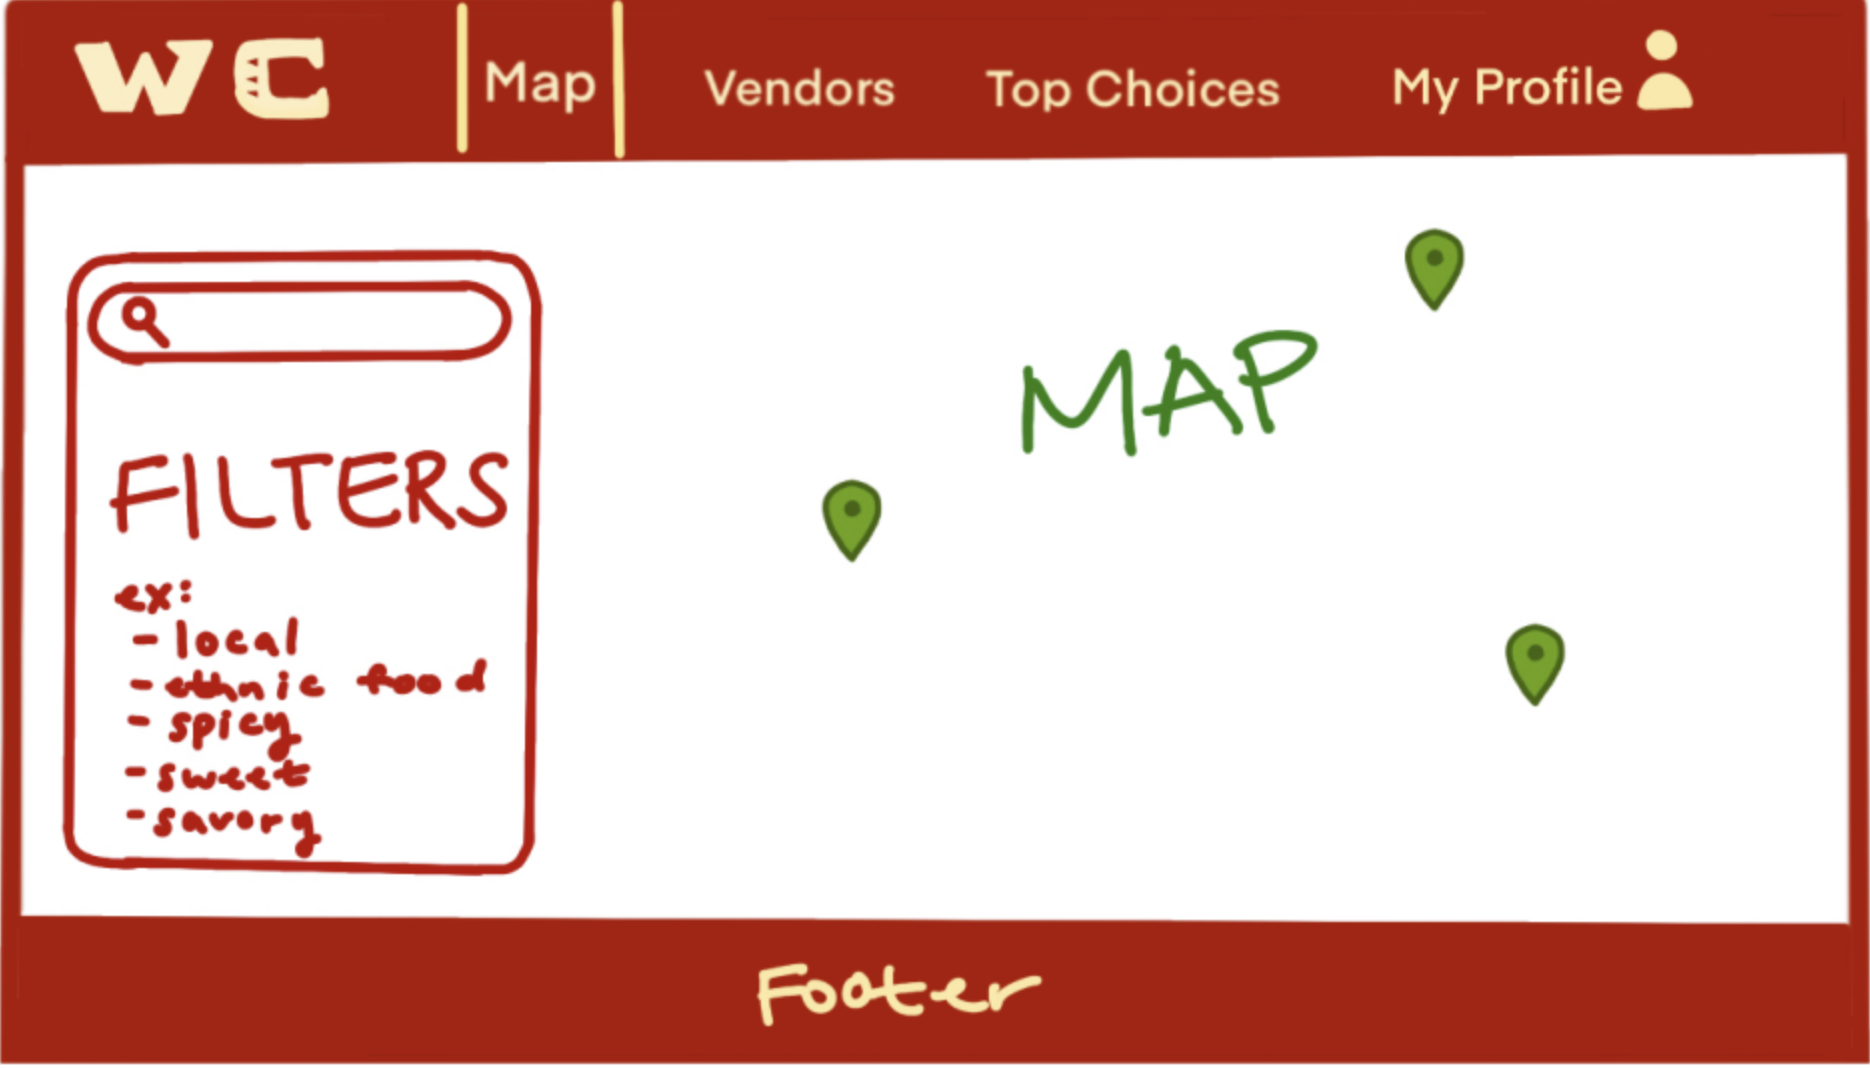 WC Map Vendors Top Choices My Profile
MAP
FILTERS
ex:
- local
- ethnic food
- spicy
- sweet
- savory
Footer